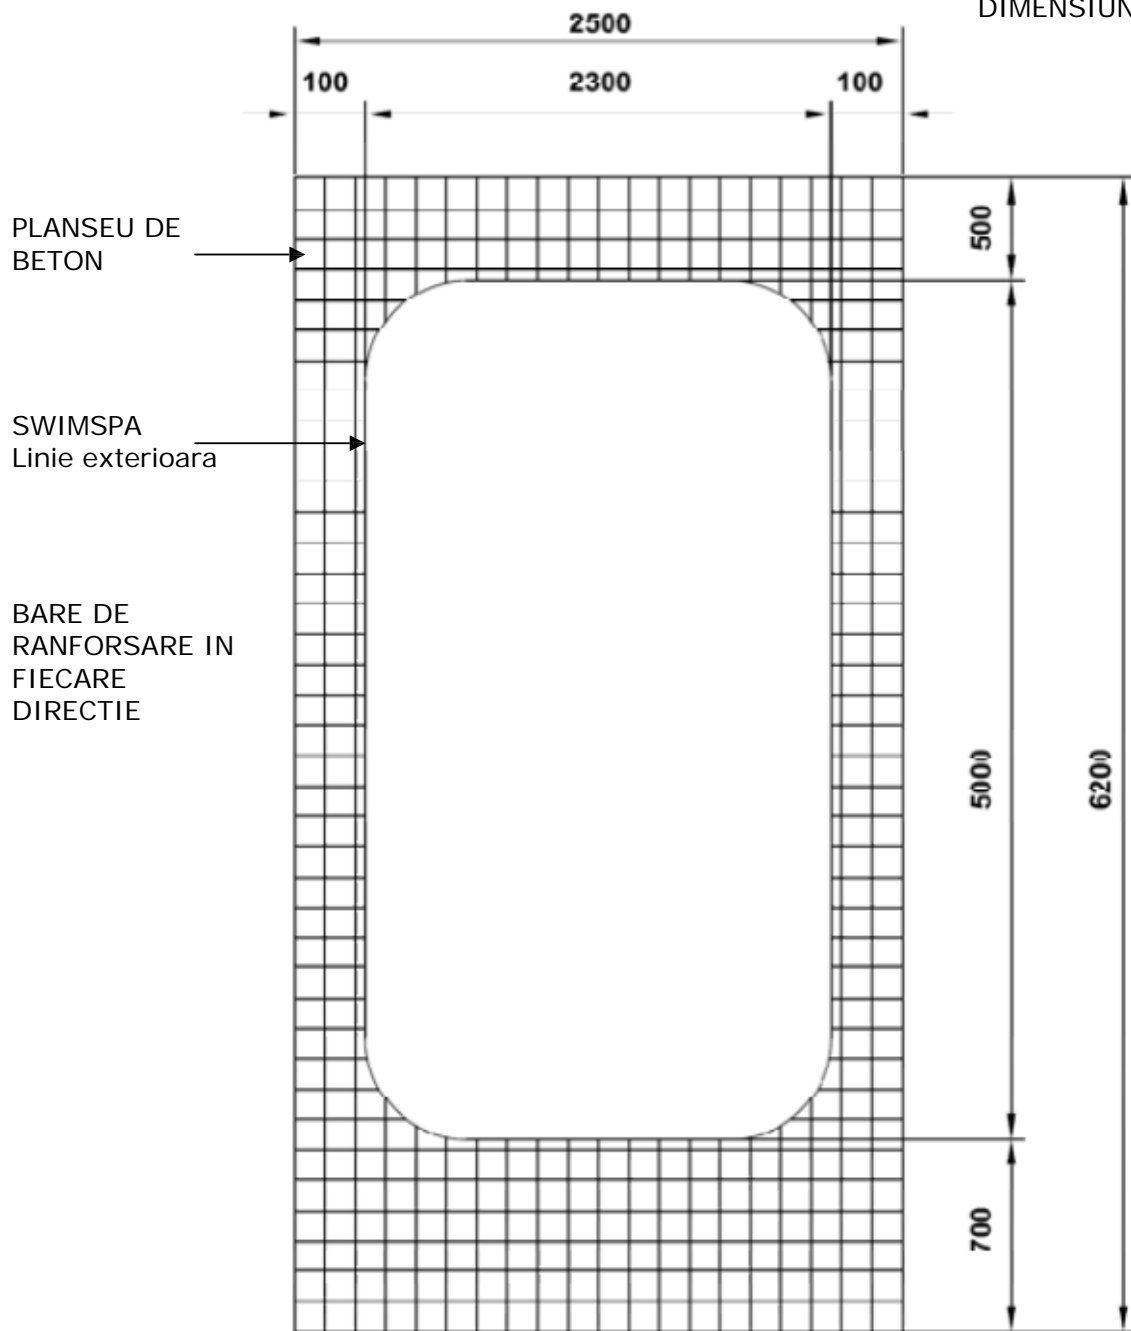 DIMENSIUN
2500
100
2300
100
PLANSEU DE
BETON
500
SWIMSPA
Linie exterioara
BARE DE
RANFORSARE IN
FIECARE
DIRECTIE
5000
6200
700